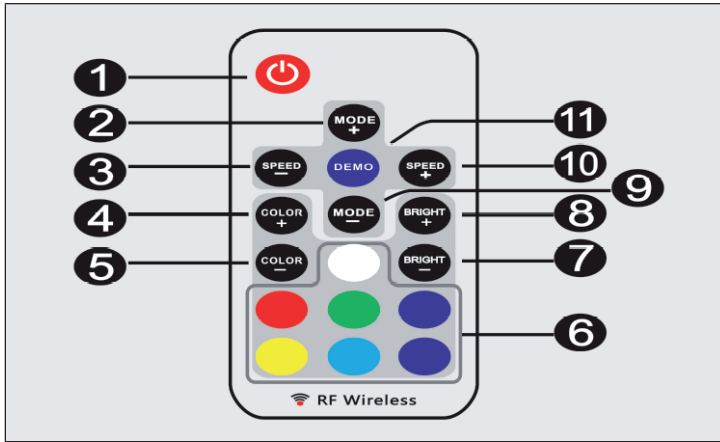 1
2
MODE
+
11
3
SPEED
−
DEMO
SPEED
+
10
4
COLOR
+
MODE
−
BRIGHT
+
9
8
5
COLOR
−
BRIGHT
−
7
6
RF Wireless